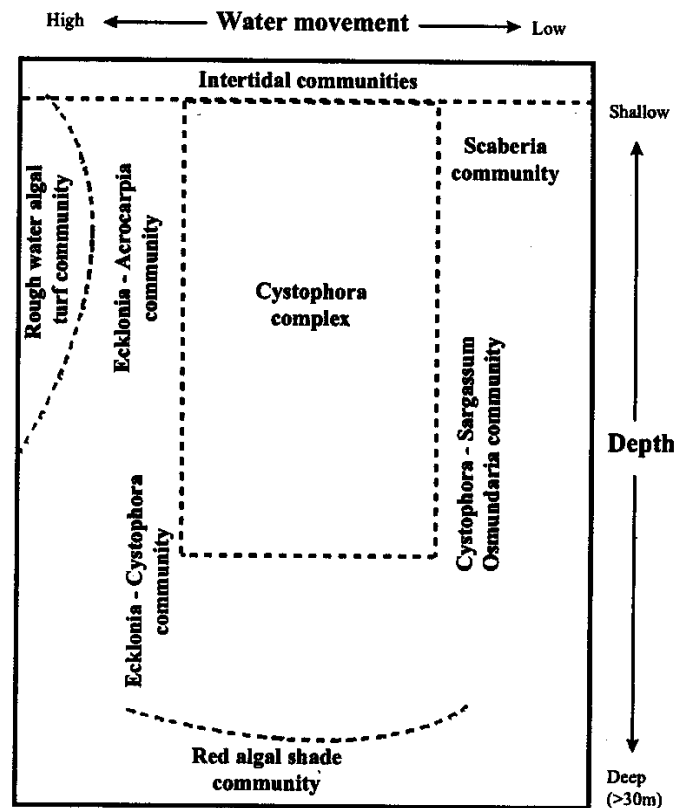 High
Water movement
Low
Intertidal communities
Shallow
Scaberia
community
Rough water algal
turf community
Ecklonia - Acrocarpia
community
Cystophora
complex
Ecklonia - Cystophora
community
Cystophora - Sargassum
Osmundaria community
Depth
Red algal shade
community
Deep
(>30m)